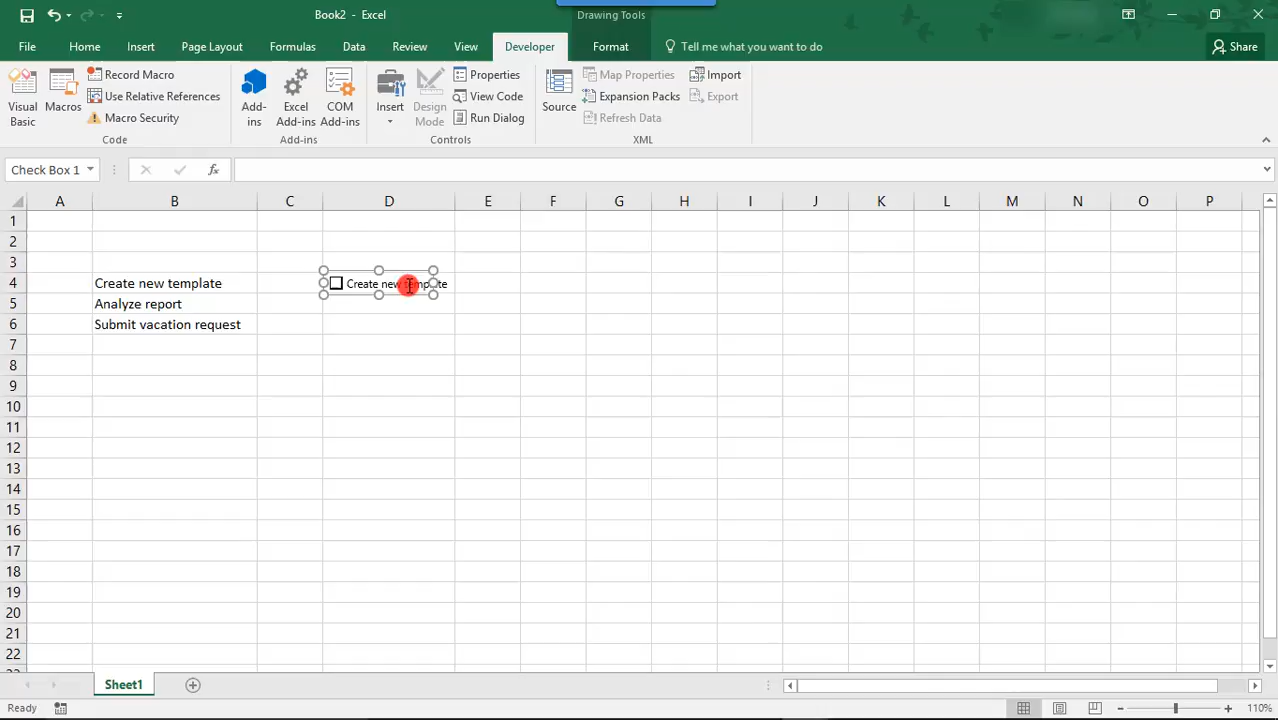 Book2 - Excel
Drawing Tools
File Home Insert Page Layout Formulas Data Review View Developer Format Tell me what you want to do Share
Visual Basic
Macros
Record Macro
Use Relative References
Macro Security
Code
Add-ins
Excel Add-ins
COM Add-ins
Add-ins
Insert
Design Mode
Properties
View Code
Run Dialog
Controls
Source
Map Properties
Expansion Packs
Refresh Data
Import
Export
XML
Check Box 1
fx
A B C D E F G H I J K L M N O P
1
2
3
4 Create new template Create new template
5 Analyze report
6 Submit vacation request
7
8
9
10
11
12
13
14
15
16
17
18
19
20
21
22
23
Sheet1
Ready
110%